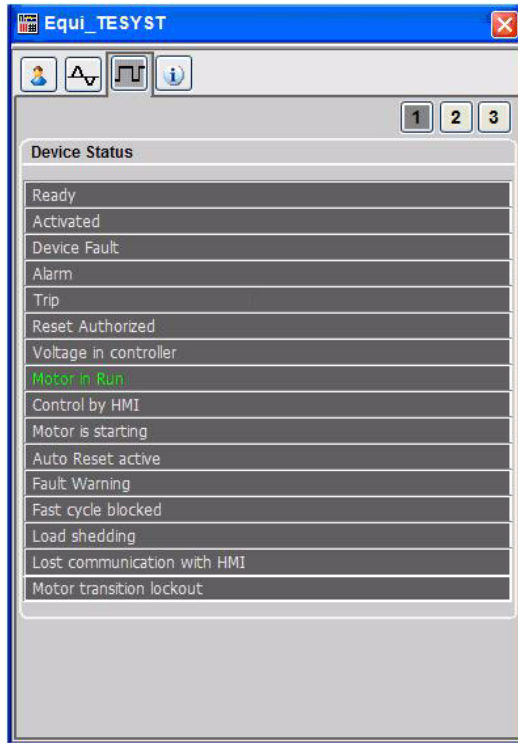 Equi_TESYST
1 2 3
Device Status
Ready
Activated
Device Fault
Alarm
Trip
Reset Authorized
Voltage in controller
Motor in Run
Control by HMI
Motor is starting
Auto Reset active
Fault Warning
Fast cycle blocked
Load shedding
Lost communication with HMI
Motor transition lockout